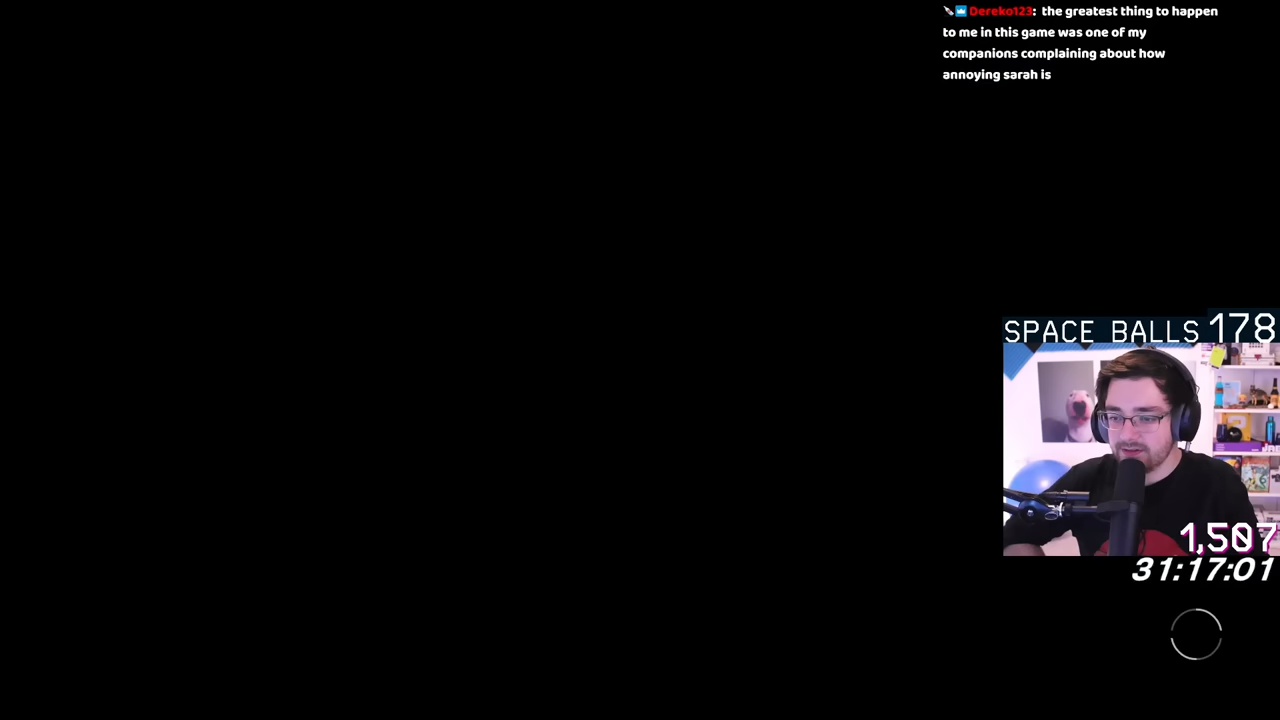 Dereko123: the greatest thing to happen
to me in this game was one of my
companions complaining about how
annoying sarah is
SPACE BALLS 178
1,507
31:17:01